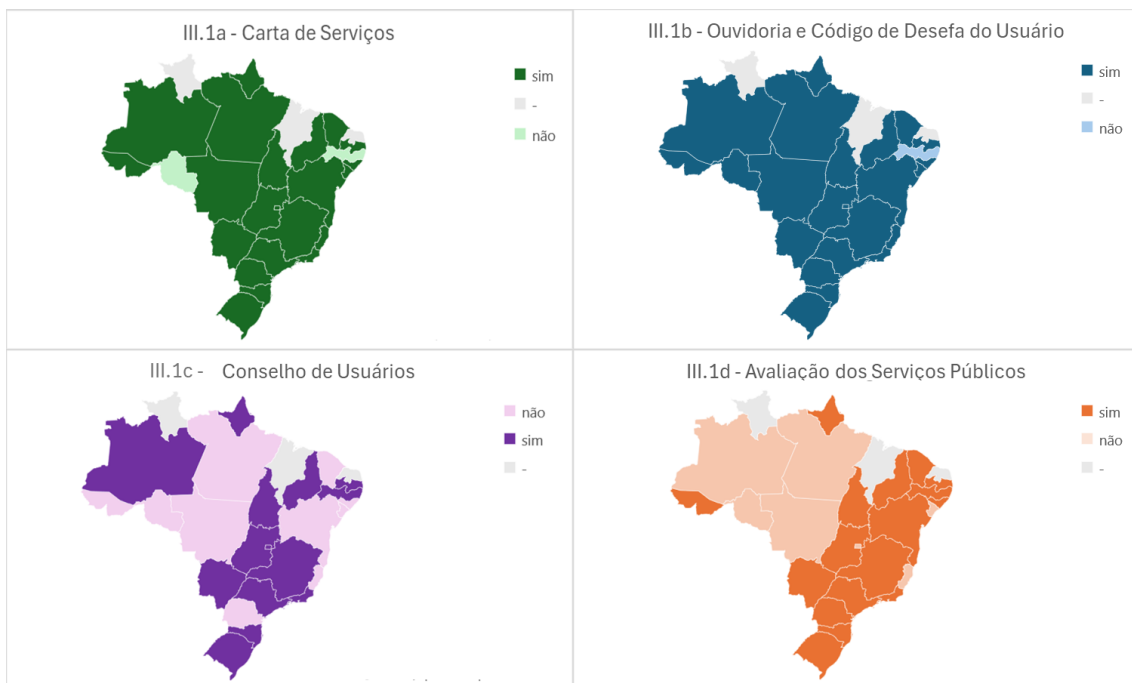 III.1a - Carta de Serviços
sim
-
não
III.1b - Ouvidoria e Código de Desefa do Usuário
sim
-
não
III.1c - Conselho de Usuários
não
sim
-
III.1d - Avaliação dos Serviços Públicos
sim
não
-